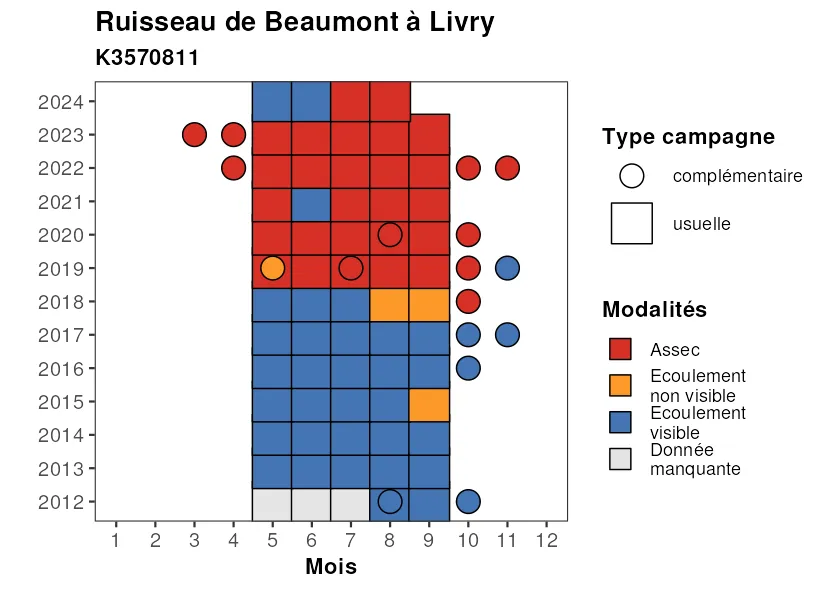 Ruisseau de Beaumont à Livry
K3570811
2024
2023
2022
2021
2020
2019
2018
2017
2016
2015
2014
2013
2012
1 2 3 4 5 6 7 8 9 10 11 12
Mois
Type campagne
complémentaire
usuelle
Modalités
Assec
Ecoulement
non visible
Ecoulement
visible
Donnée
manquante